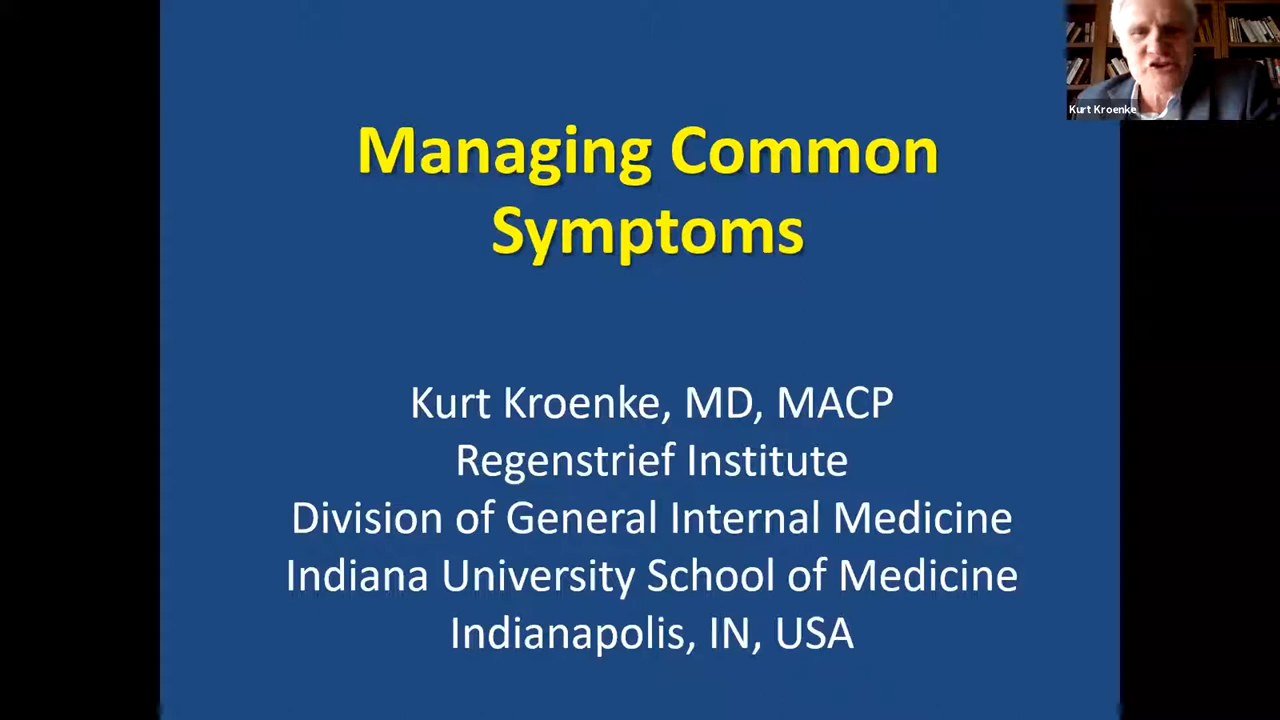 Kurt Kroenke
Managing Common
Symptoms
Kurt Kroenke, MD, MACP
Regenstrief Institute
Division of General Internal Medicine
Indiana University School of Medicine
Indianapolis, IN, USA